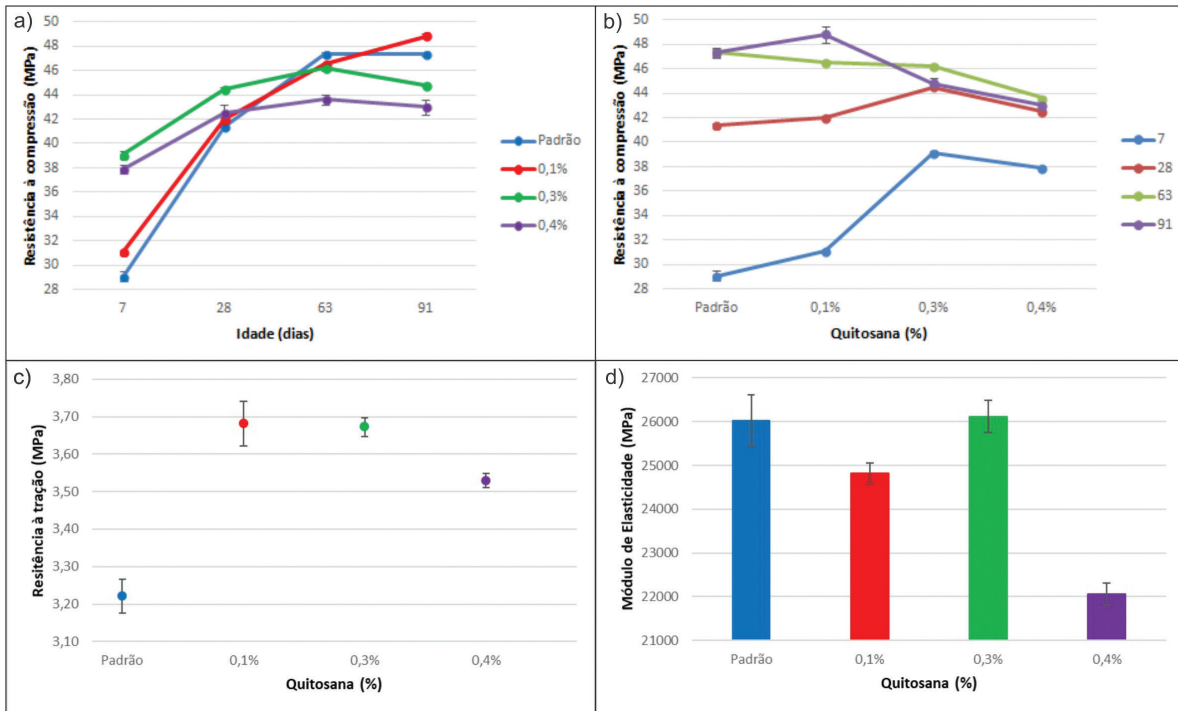 a)
Resistência à compressão (MPa)
50
48
46
44
42
40
38
36
34
32
30
28
7 28 63 91
Idade (dias)
Padrão
0,1%
0,3%
0,4%
b)
Resistência à compressão (MPa)
50
48
46
44
42
40
38
36
34
32
30
28
Padrão 0,1% 0,3% 0,4%
Quitosana (%)
7
28
63
91
c)
Resitência à tração (MPa)
3,80
3,70
3,60
3,50
3,40
3,30
3,20
3,10
Padrão 0,1% 0,3% 0,4%
Quitosana (%)
d)
Módulo de Elasticidade (MPa)
27000
26000
25000
24000
23000
22000
21000
Padrão 0,1% 0,3% 0,4%
Quitosana (%)